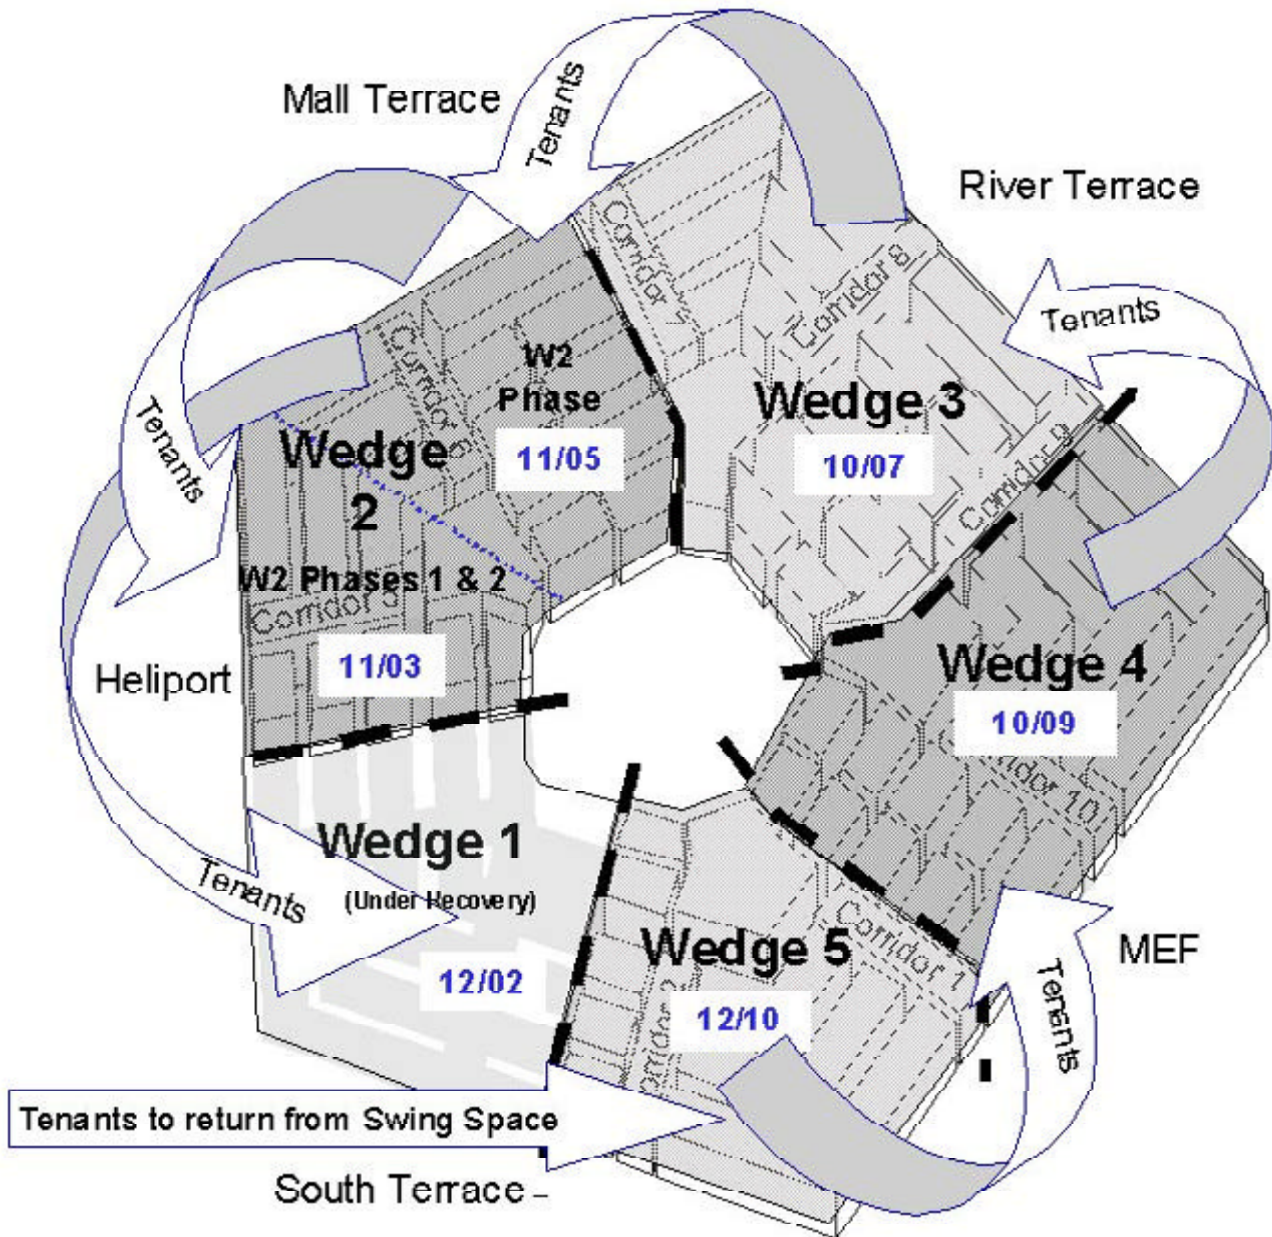 Mall Terrace
Tenants
River Terrace
Tenants
Corridor 8
Wedge 3
10/07
Corridor 9
W2
Phase
11/05
Corridor 6
Wedge
2
W2 Phases 1 & 2
11/03
Tenants
Heliport
Wedge 4
10/09
Corridor 10
Wedge 1
(Under Recovery)
12/02
Tenants
Wedge 5
12/10
Corridor 1
MEF
Tenants
Tenants to return from Swing Space
South Terrace